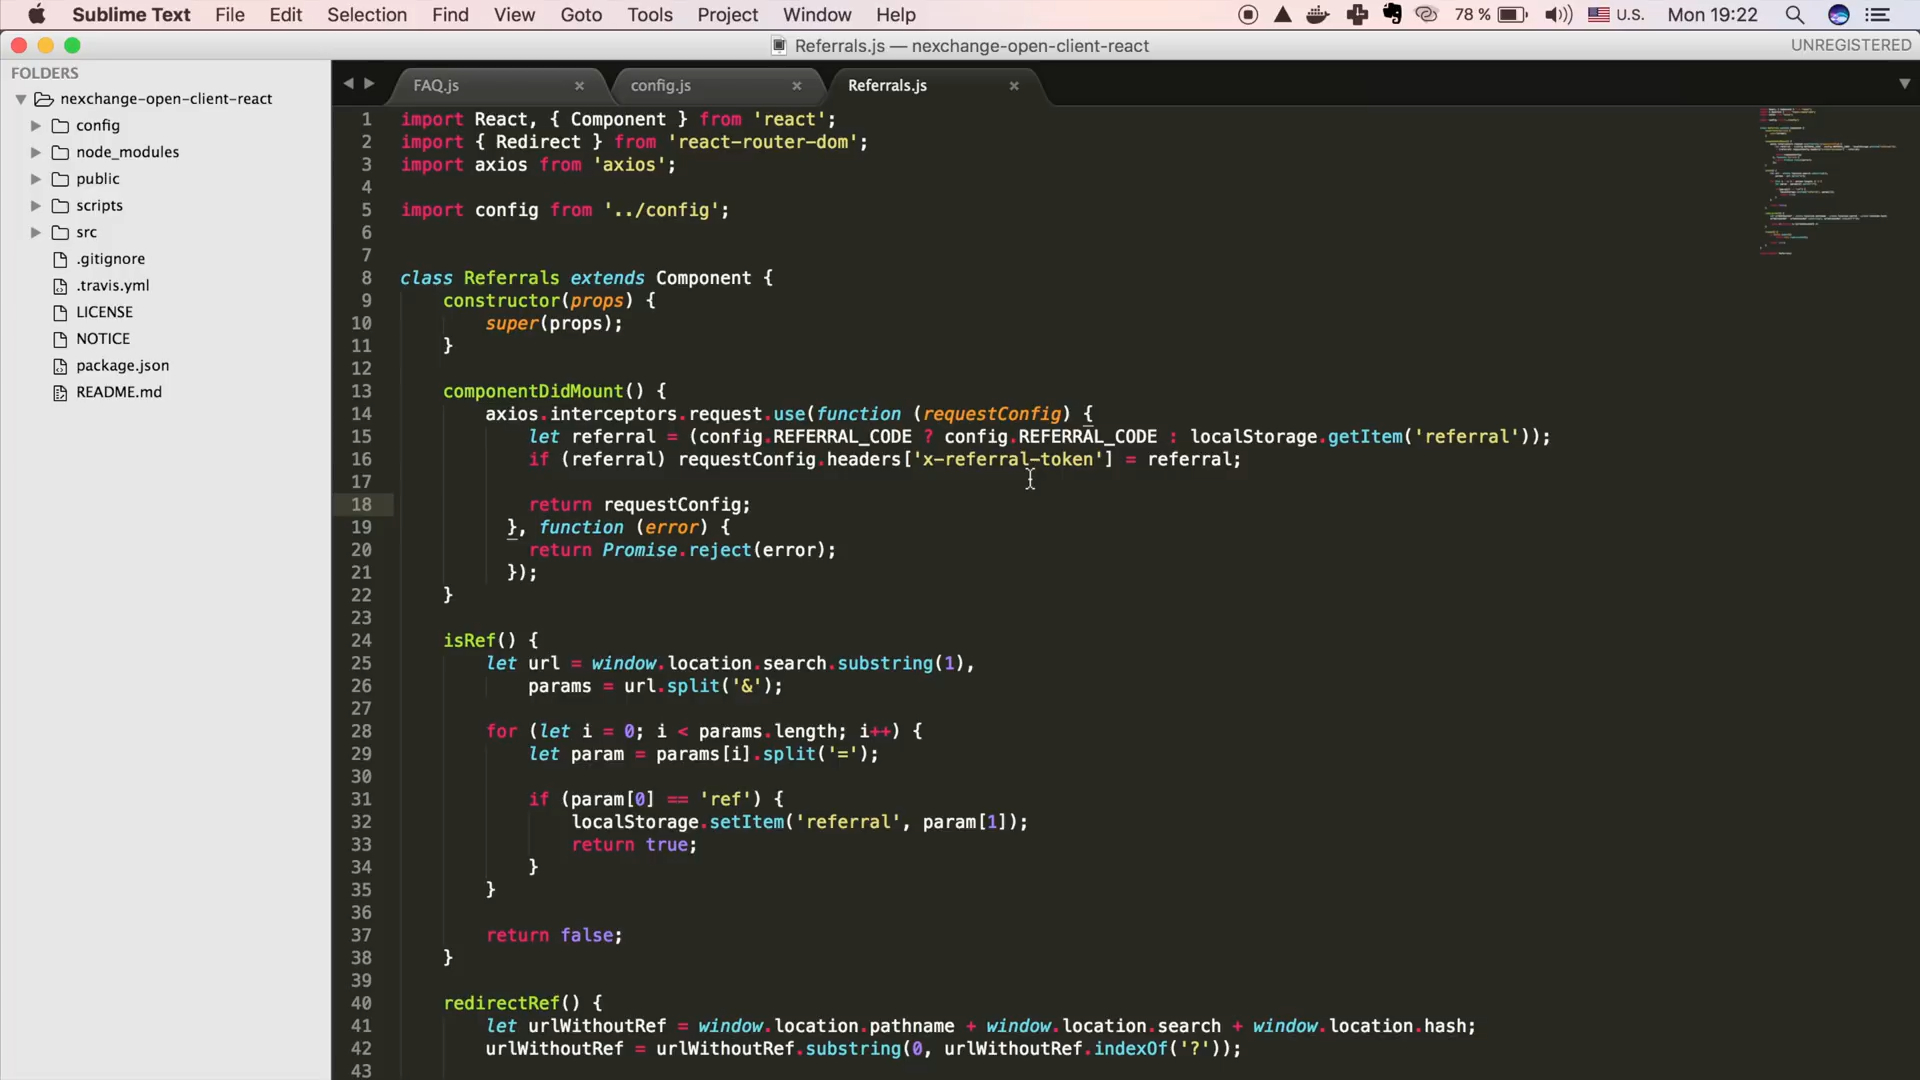 Sublime Text File Edit Selection Find View Goto Tools Project Window Help 78 % U.S. Mon 19:22
Referrals.js — nexchange-open-client-react UNREGISTERED
FOLDERS
nexchange-open-client-react
config
node_modules
public
scripts
src
.gitignore
.travis.yml
LICENSE
NOTICE
package.json
README.md
FAQ.js × config.js × Referrals.js ×
1 import React, { Component } from 'react';
2 import { Redirect } from 'react-router-dom';
3 import axios from 'axios';
4
5 import config from '../config';
6
7
8 class Referrals extends Component {
9 constructor(props) {
10 super(props);
11 }
12
13 componentDidMount() {
14 axios.interceptors.request.use(function (requestConfig) {
15 let referral = (config.REFERRAL_CODE ? config.REFERRAL_CODE : localStorage.getItem('referral'));
16 if (referral) requestConfig.headers['x-referral-token'] = referral;
17
18 return requestConfig;
19 }, function (error) {
20 return Promise.reject(error);
21 });
22 }
23
24 isRef() {
25 let url = window.location.search.substring(1),
26 params = url.split('&');
27
28 for (let i = 0; i < params.length; i++) {
29 let param = params[i].split('=');
30
31 if (param[0] == 'ref') {
32 localStorage.setItem('referral', param[1]);
33 return true;
34 }
35 }
36
37 return false;
38 }
39
40 redirectRef() {
41 let urlWithoutRef = window.location.pathname + window.location.search + window.location.hash;
42 urlWithoutRef = urlWithoutRef.substring(0, urlWithoutRef.indexOf('?'));
43